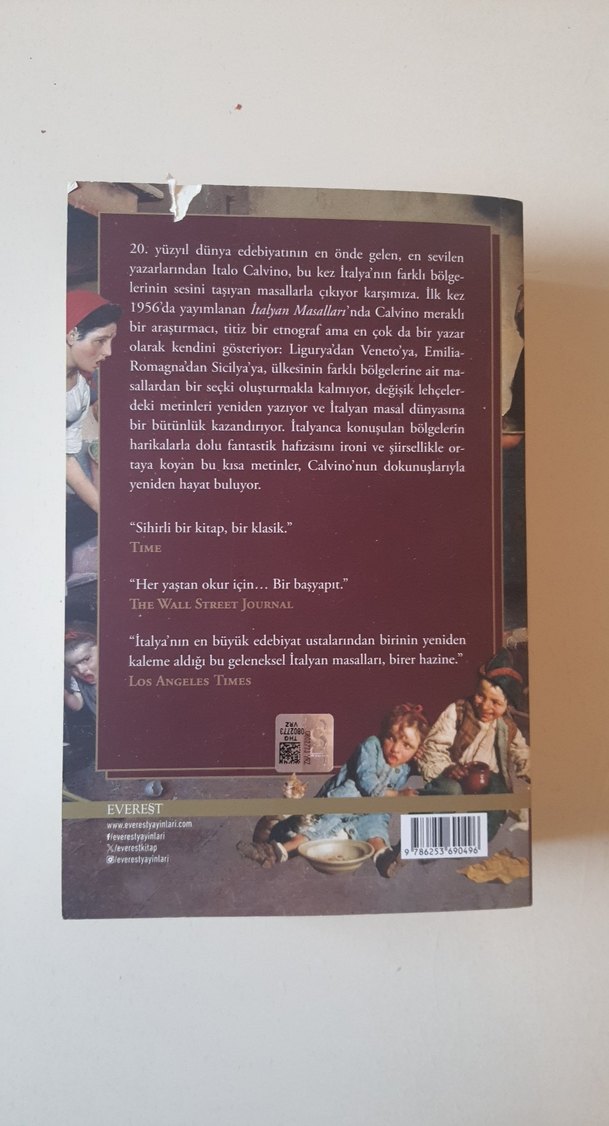 20. yüzyıl dünya edebiyatının en önde gelen, en sevilen
yazarlarından Italo Calvino, bu kez İtalya'nın farklı bölge-
lerinin sesini taşıyan masallarla çıkıyor karşımıza. İlk kez
1956'da yayımlanan İtalyan Masalları'nda Calvino meraklı
bir araştırmacı, titiz bir etnograf ama en çok da bir yazar
olarak kendini gösteriyor: Ligurya'dan Veneto'ya, Emilia-
Romagna'dan Sicilya'ya, ülkesinin farklı bölgelerine ait ma-
sallardan bir seçki oluşturmakla kalmıyor, değişik lehçeler-
deki metinleri yeniden yazıyor ve İtalyan masal dünyasına
bir bütünlük kazandırıyor. İtalyanca konuşulan bölgelerin
harikalarla dolu fantastik hafızasını ironi ve şiirsellikle or-
taya koyan bu kısa metinler, Calvino'nun dokunuşlarıyla
yeniden hayat buluyor.
"Sihirli bir kitap, bir klasik."
TIME
"Her yaştan okur için... Bir başyapıt."
THE WALL STREET JOURNAL
"İtalya'nın en büyük edebiyat ustalarından birinin yeniden
kaleme aldığı bu geleneksel İtalyan masalları, birer hazine."
LOS ANGELES TIMES
THG
0802773
VRZ
EVEREST
www.everestyayinlari.com
/everestyayinlari
/everestkitap
/everestyayinlari
9 786253 690496